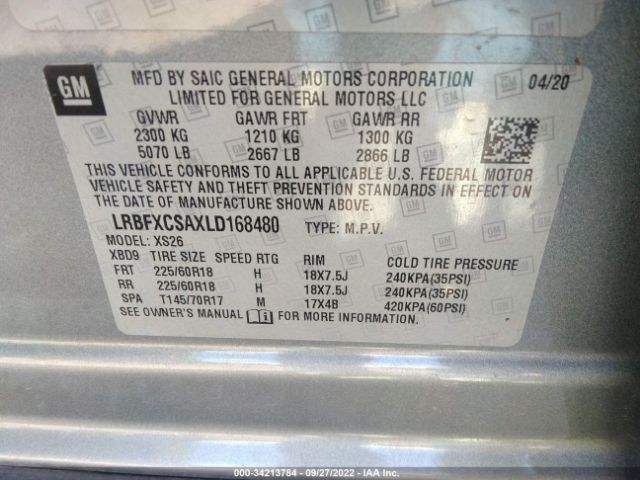 GM
MFD BY SAIC GENERAL MOTORS CORPORATION 04/20
LIMITED FOR GENERAL MOTORS LLC
GVWR GAWR FRT GAWR RR
2300 KG 1210 KG 1300 KG
5070 LB 2667 LB 2866 LB
THIS VEHICLE CONFORMS TO ALL APPLICABLE U.S. FEDERAL MOTOR
VEHICLE SAFETY AND THEFT PREVENTION STANDARDS IN EFFECT ON
THE DATE OF MANUFACTURE SHOWN ABOVE.
LRBFXCSAXLD168480 TYPE: M.P.V.
MODEL: XS26
XBD9 TIRE SIZE SPEED RTG RIM COLD TIRE PRESSURE
FRT 225/60R18 H 18X7.5J 240KPA(35PSI)
RR 225/60R18 H 18X7.5J 240KPA(35PSI)
SPA T145/70R17 M 17X4B 420KPA(60PSI)
SEE OWNER'S MANUAL FOR MORE INFORMATION.
000-34213784 - 09/27/2022 - IAA Inc.